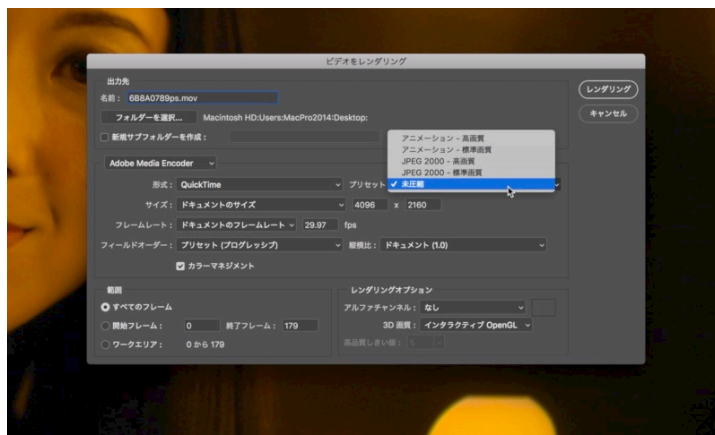 ビデオをレンダリング
出力先
名前： 6B8A0789ps.mov
レンダリング
フォルダーを選択... Macintosh HD:Users:MacPro2014:Desktop:
キャンセル
新規サブフォルダーを作成：
アニメーション - 高画質
アニメーション - 標準画質
JPEG 2000 - 高画質
JPEG 2000 - 標準画質
Adobe Media Encoder
形式： QuickTime プリセット ✓ 未圧縮
サイズ： ドキュメントのサイズ 4096 x 2160
フレームレート： ドキュメントのフレームレート 29.97 fps
フィールドオーダー： プリセット (プログレッシブ) 縦横比： ドキュメント (1.0)
カラーマネジメント
範囲
すべてのフレーム
開始フレーム： 0 終了フレーム： 179
ワークエリア： 0 から 179
レンダリングオプション
アルファチャンネル： なし
3D 画質： インタラクティブ OpenGL
高品質しきい値： 5